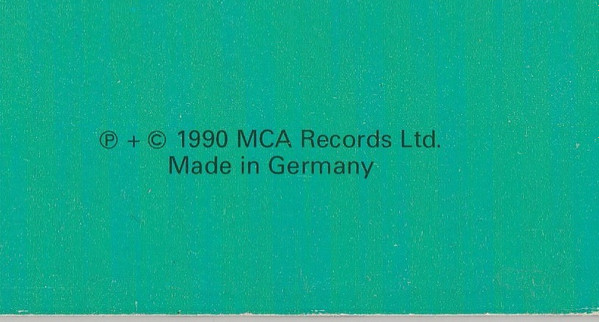 ℗ + © 1990 MCA Records Ltd.
Made in Germany